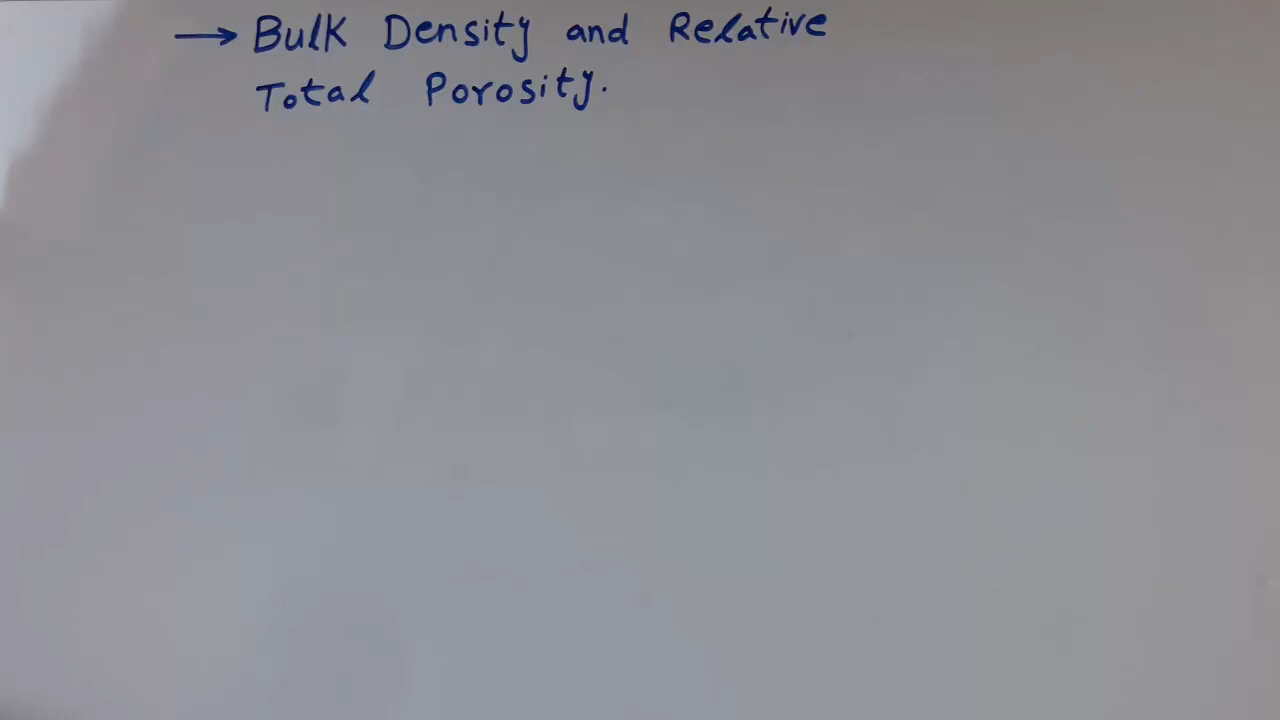 → Bulk Density and Relative
Total Porosity.